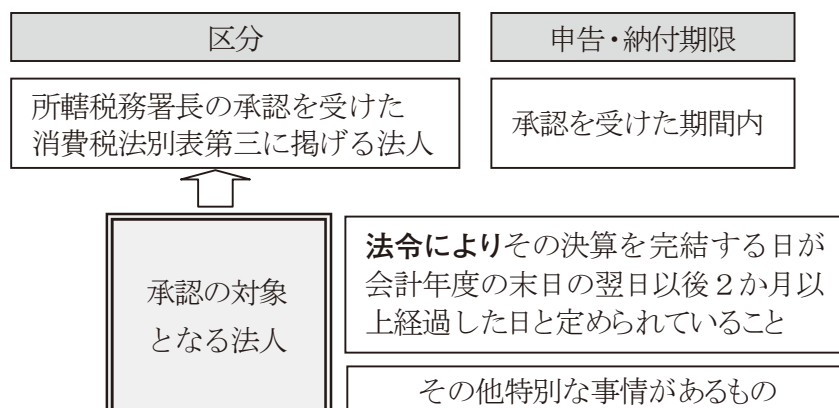 区分
申告・納付期限
所轄税務署長の承認を受けた
消費税法別表第三に掲げる法人
承認を受けた期間内
承認の対象
となる法人
法令によりその決算を完結する日が
会計年度の末日の翌日以後２か月以
上経過した日と定められていること
その他特別な事情があるもの